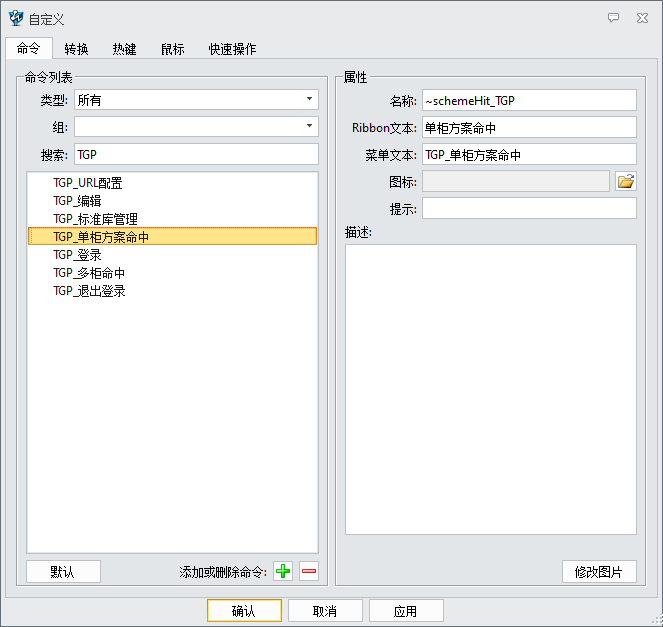 自定义
命令 转换 热键 鼠标 快速操作
命令列表
类型: 所有
组:
搜索: TGP
TGP_URL配置
TGP_编辑
TGP_标准库管理
TGP_单柜方案命中
TGP_登录
TGP_多柜命中
TGP_退出登录
默认 添加或删除命令:
属性
名称: ~schemeHit_TGP
Ribbon文本: 单柜方案命中
菜单文本: TGP_单柜方案命中
图标:
提示:
描述:
修改图片
确认 取消 应用